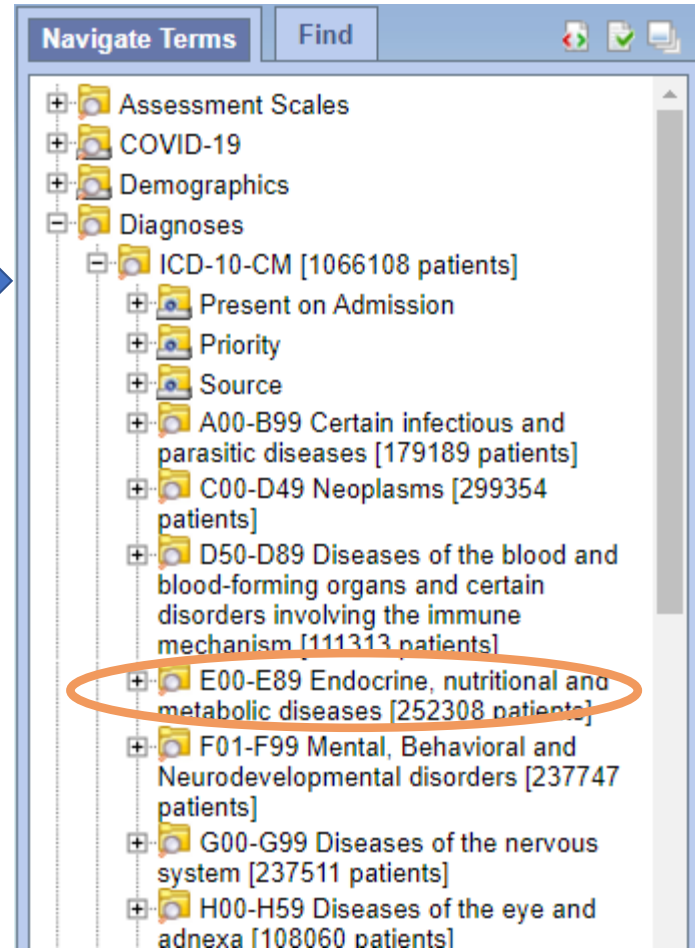 Navigate Terms Find
Assessment Scales
COVID-19
Demographics
Diagnoses
ICD-10-CM [1066108 patients]
Present on Admission
Priority
Source
A00-B99 Certain infectious and
parasitic diseases [179189 patients]
C00-D49 Neoplasms [299354
patients]
D50-D89 Diseases of the blood and
blood-forming organs and certain
disorders involving the immune
mechanism [111313 patients]
E00-E89 Endocrine, nutritional and
metabolic diseases [252308 patients]
F01-F99 Mental, Behavioral and
Neurodevelopmental disorders [237747
patients]
G00-G99 Diseases of the nervous
system [237511 patients]
H00-H59 Diseases of the eye and
adnexa [108060 patients]